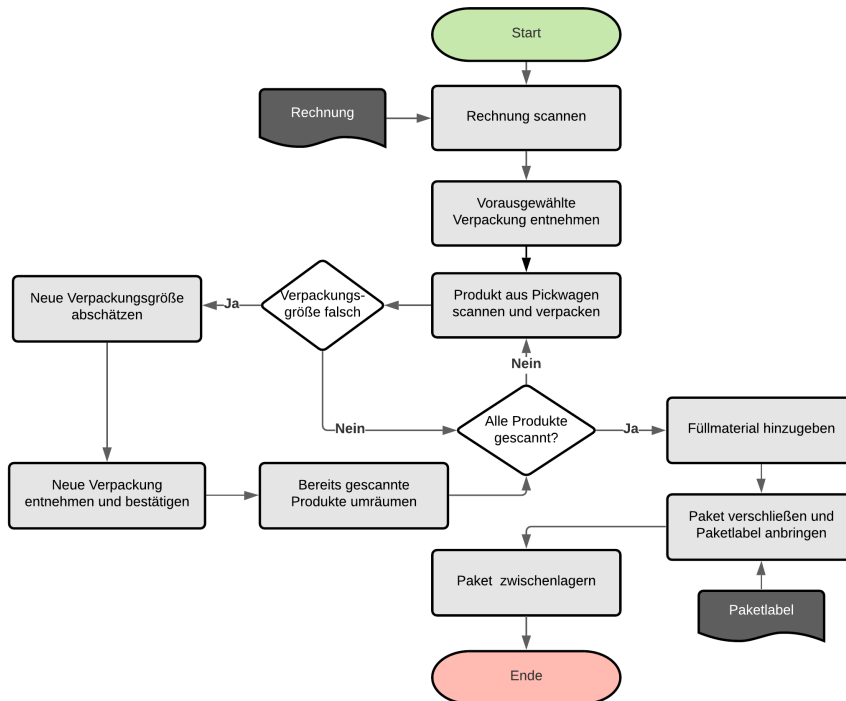 Start
Rechnung
Rechnung scannen
Vorausgewählte
Verpackung entnehmen
Produkt aus Pickwagen
scannen und verpacken
Verpackungs-
größe falsch
Ja
Neue Verpackungsgröße
abschätzen
Nein
Nein
Alle Produkte
gescannt?
Ja
Füllmaterial hinzugeben
Neue Verpackung
entnehmen und bestätigen
Bereits gescannte
Produkte umräumen
Paket verschließen und
Paketlabel anbringen
Paket zwischenlagern
Paketlabel
Ende